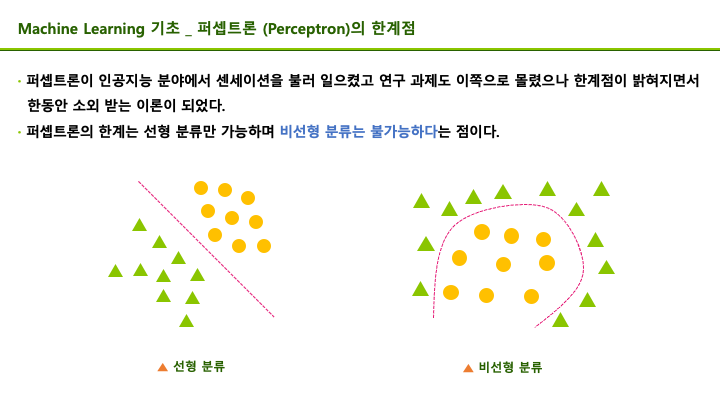 Machine Learning 기초 _ 퍼셉트론 (Perceptron)의 한계점
· 퍼셉트론이 인공지능 분야에서 센세이션을 불러 일으켰고 연구 과제도 이쪽으로 몰렸으나 한계점이 밝혀지면서
한동안 소외 받는 이론이 되었다.
· 퍼셉트론의 한계는 선형 분류만 가능하며 비선형 분류는 불가능하다는 점이다.
▲ 선형 분류
▲ 비선형 분류